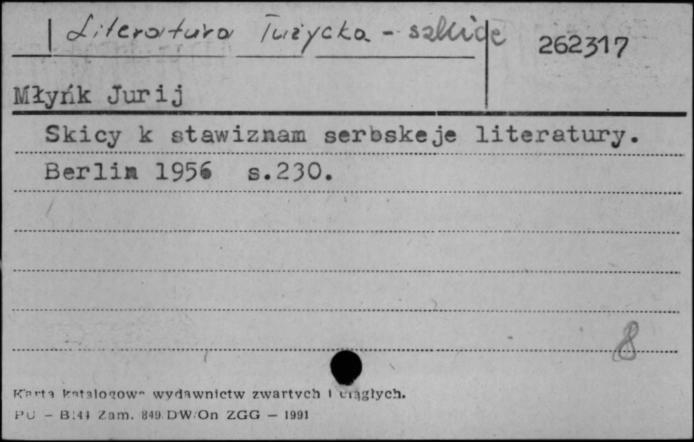 Literatura Łużycka - szkice
262317
Młyńk Jurij
Skicy k stawiznam serbskeje literatury.
Berlin 1956 s.230.
8
Karta katalogowa wydawnictw zwartych i ciągłych.
PU - B/44 Zam. 849 DW/On ZGG - 1991